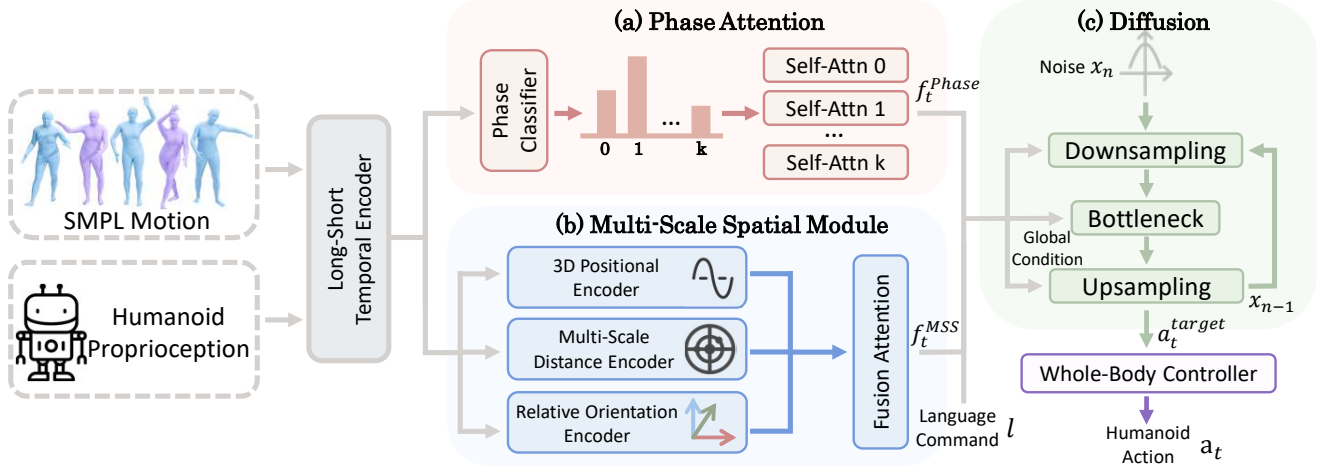 SMPL Motion
Humanoid
Proprioception
Long-Short
Temporal Encoder
(a) Phase Attention
Phase
Classifier
0 1 ... k
Self-Attn 0
Self-Attn 1
...
Self-Attn k
f_t^{Phase}
(b) Multi-Scale Spatial Module
3D Positional
Encoder
Multi-Scale
Distance Encoder
Relative Orientation
Encoder
Fusion Attention
f_t^{MSS}
Language
Command l
(c) Diffusion
Noise x_n
Downsampling
Bottleneck
Global
Condition
Upsampling
x_{n-1}
a_t^{target}
Whole-Body Controller
Humanoid
Action a_t